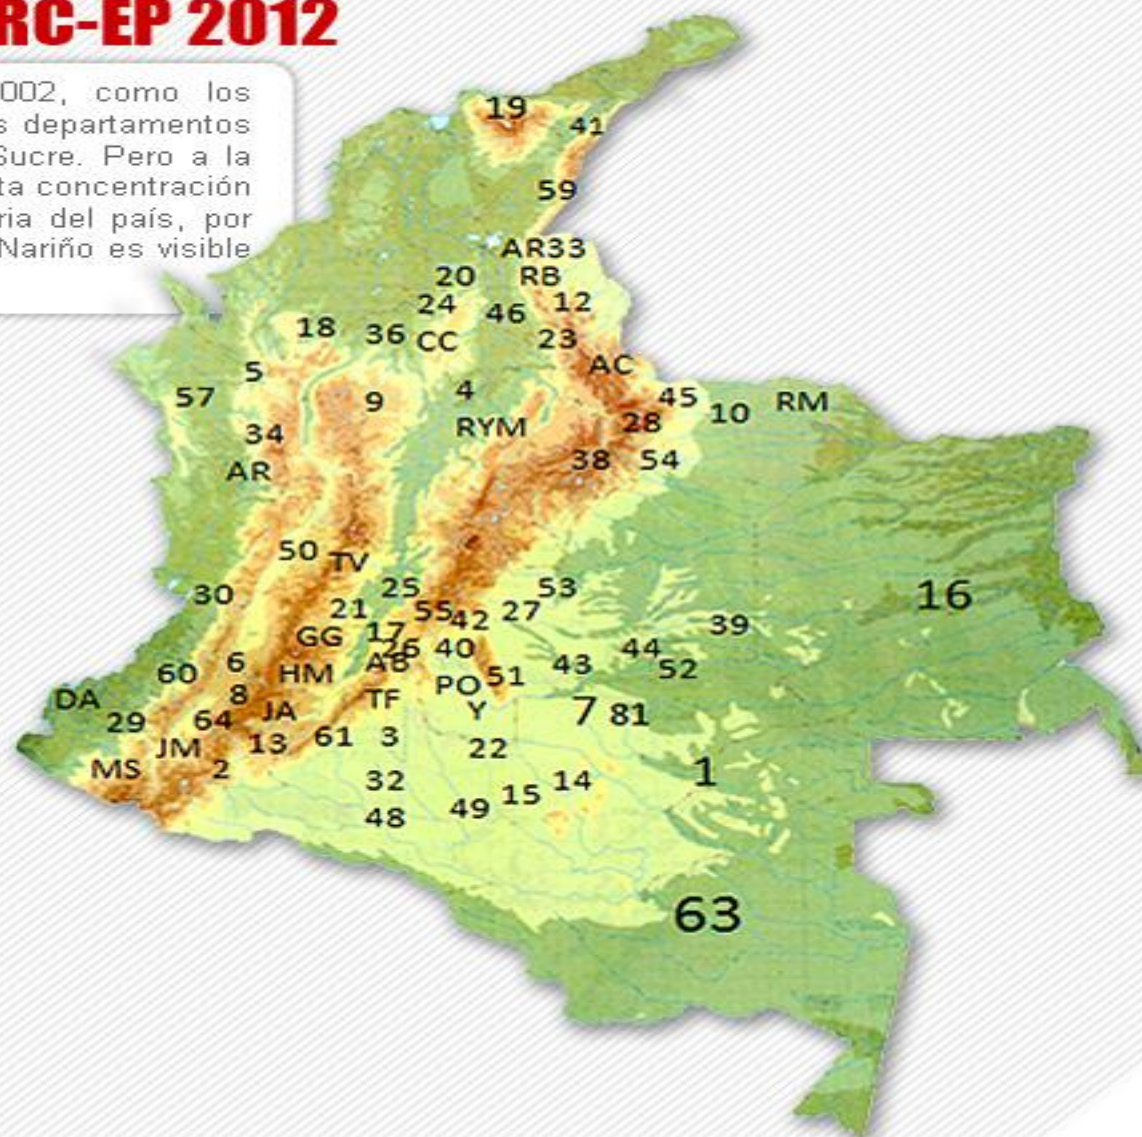 RC-EP 2012
002, como los
s departamentos
Sucre. Pero a la
ta concentración
ria del país, por
Nariño es visible
19
41
59
AR33
20 RB
24 46 12
18 36 CC 23
5 AC
57 9 4 45 10 RM
34 RYM 28
AR 38 54
50 TV
30 25 53 16
21 55 42 27
GG 17 26 40 44 39
60 6 HM AB 51 43 52
DA 8 TF PO
29 64 JA Y 7 81
JM 13 61 3 22
MS 2 32 15 14 1
48 49
63